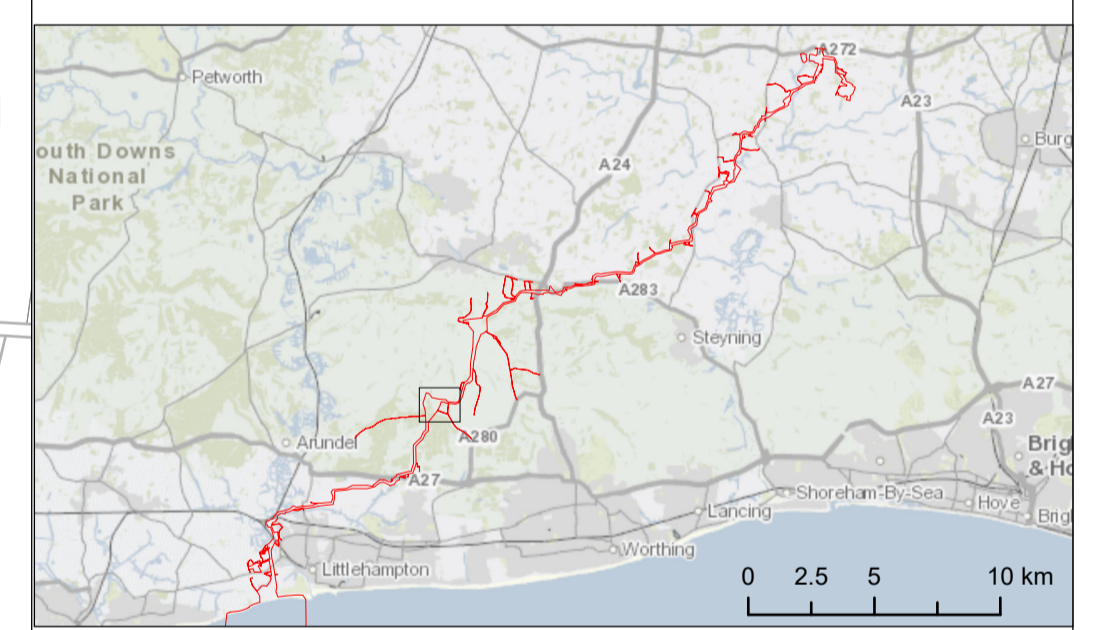 A272
Petworth
A23
Burg
outh Downs
National
Park
A24
A283
Steyning
A27
A23
Arundel
A280
Brig
& Ho
A27
Shoreham-By-Sea
Hove
Lancing
Brig
Worthing
Littlehampton
0 2.5 5 10 km